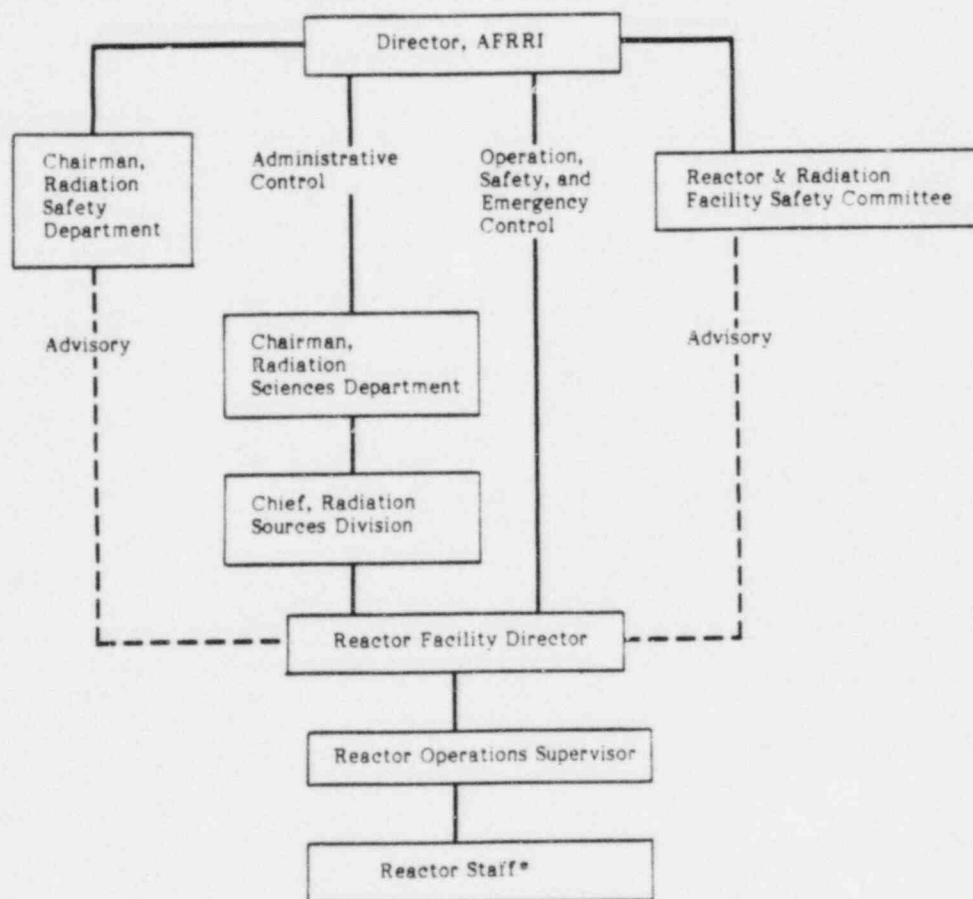 Director, AFRRI
Chairman,
Radiation
Safety
Department
Administrative
Control
Operation,
Safety, and
Emergency
Control
Reactor & Radiation
Facility Safety Committee
Advisory
Chairman,
Radiation
Sciences Department
Advisory
Chief, Radiation
Sources Division
Reactor Facility Director
Reactor Operations Supervisor
Reactor Staff*